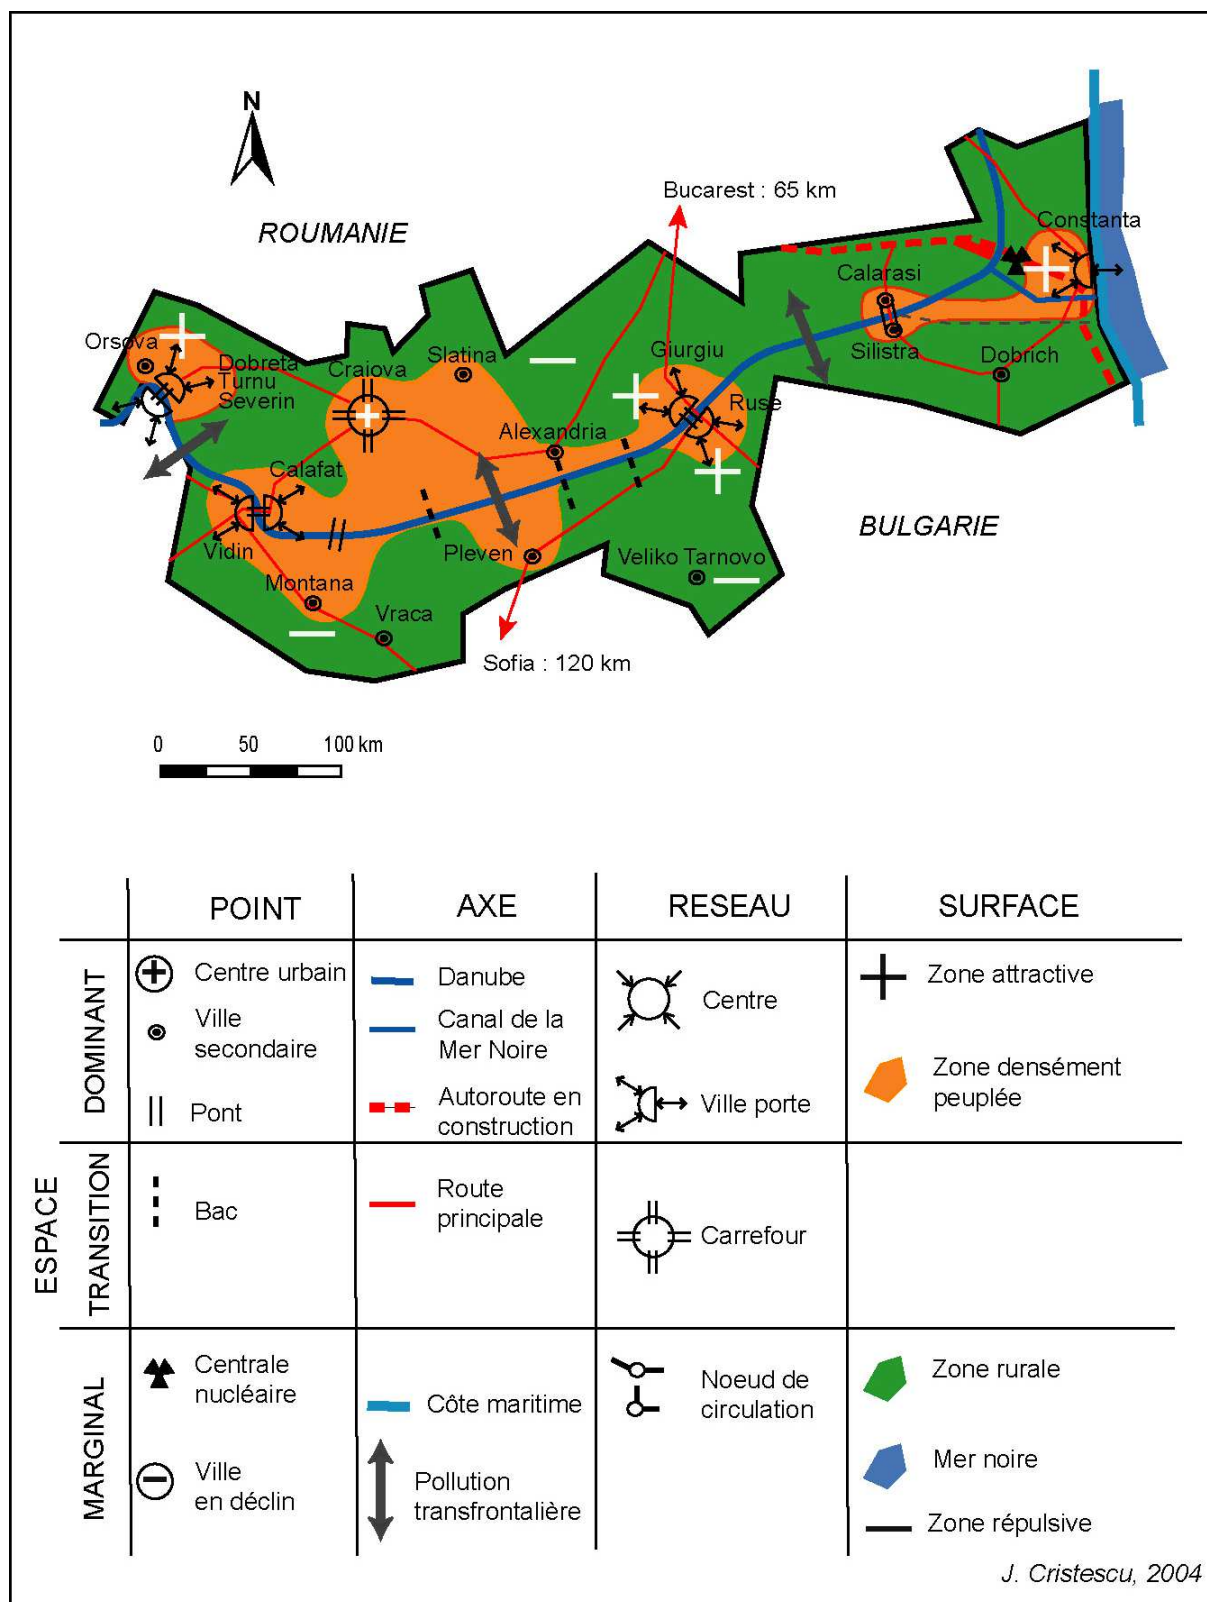 N
Bucarest : 65 km
ROUMANIE
Constanta
Calarasi
Orsova
Dobreta
Turnu
Severin
Craiova
Slatina
Giurgiu
Silistra
Dobrich
Ruse
Alexandria
Calafat
BULGARIE
Vidin
Pleven
Veliko Tarnovo
Montana
Vraca
Sofia : 120 km
0 50 100 km
POINT AXE RESEAU SURFACE
ESPACE
DOMINANT
Centre urbain
Ville
secondaire
Pont
Danube
Canal de la
Mer Noire
Autoroute en
construction
Centre
Ville porte
Zone attractive
Zone densément
peuplée
TRANSITION
Bac
Route
principale
Carrefour
MARGINAL
Centrale
nucléaire
Ville
en déclin
Côte maritime
Pollution
transfrontalière
Noeud de
circulation
Zone rurale
Mer noire
Zone répulsive
J. Cristescu, 2004